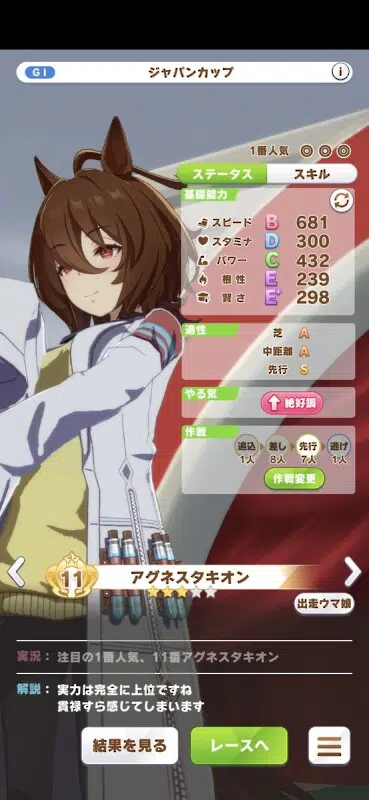 GI ジャパンカップ i
1番人気 ◎ ◎ ◎
ステータス スキル
基礎能力
スピード B 681
スタミナ D 300
パワー C 432
根性 E 239
賢さ E+ 298
適性
芝 A
中距離 A
先行 S
やる気 絶好調
作戦
追込 差し 先行 逃げ
1人 8人 7人 1人
作戦変更
11 アグネスタキオン
出走ウマ娘
実況： 注目の1番人気、11番アグネスタキオン
解説： 実力は完全に上位ですね
貫禄すら感じてしまいます
結果を見る レースへ